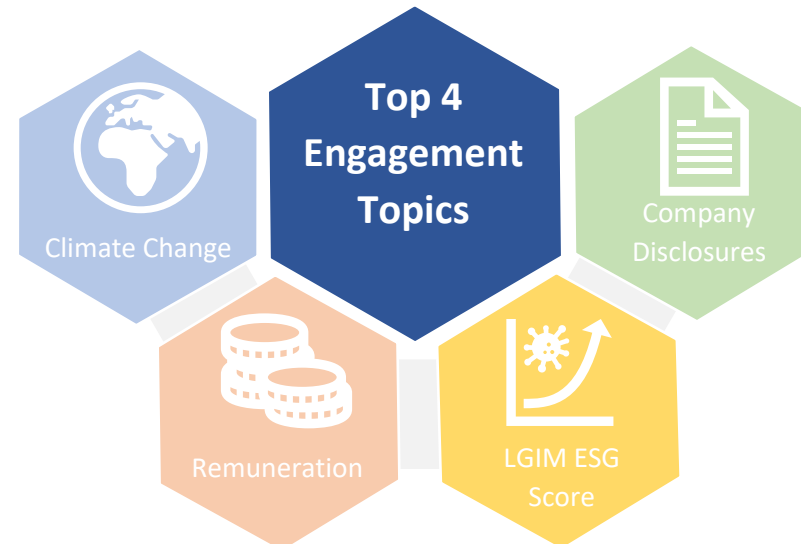 Top 4
Engagement
Topics
Climate Change
Company
Disclosures
Remuneration
LGIM ESG
Score